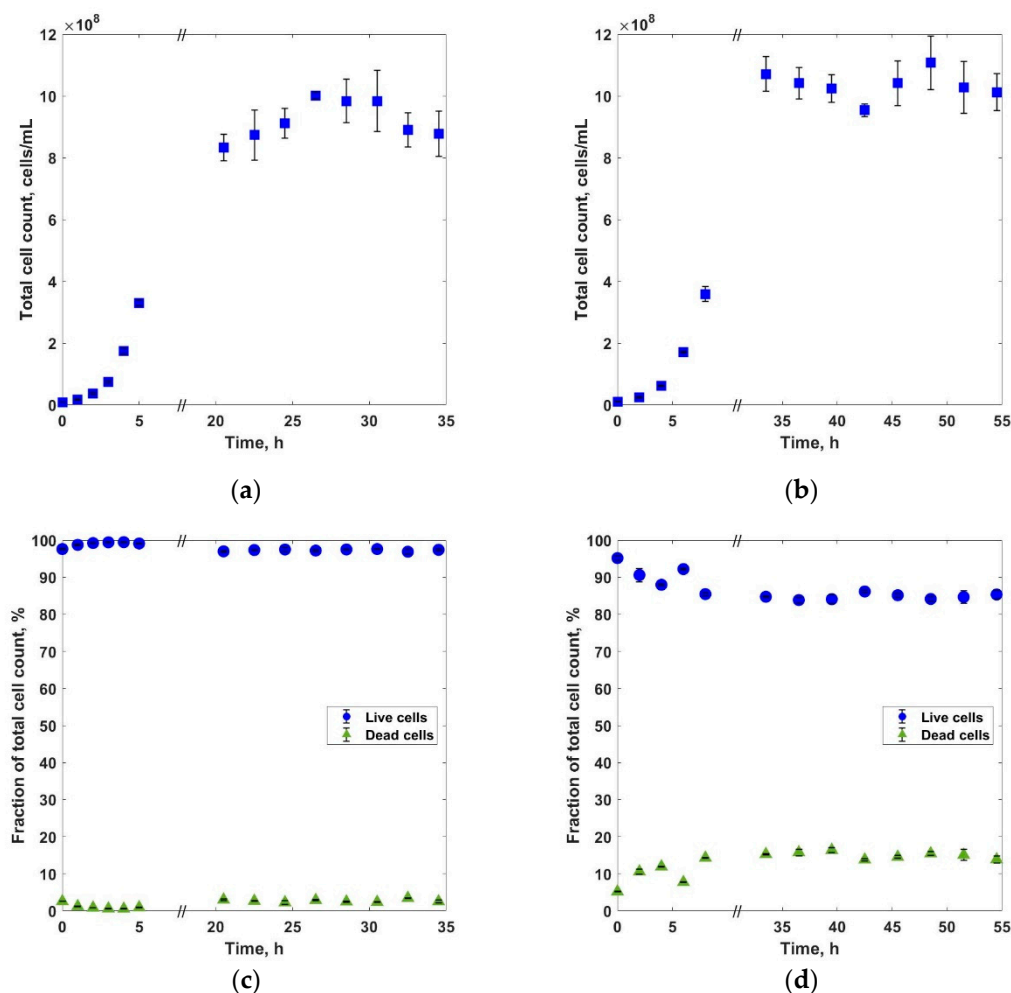 ×10⁸
12
10
8
6
4
2
0
Total cell count, cells/mL
0 5 20 25 30 35
Time, h
(a)
×10⁸
12
10
8
6
4
2
0
Total cell count, cells/mL
0 5 35 40 45 50 55
Time, h
(b)
100
90
80
70
60
50
40
30
20
10
0
Fraction of total cell count, %
Live cells
Dead cells
0 5 20 25 30 35
Time, h
(c)
100
90
80
70
60
50
40
30
20
10
0
Fraction of total cell count, %
Live cells
Dead cells
0 5 35 40 45 50 55
Time, h
(d)